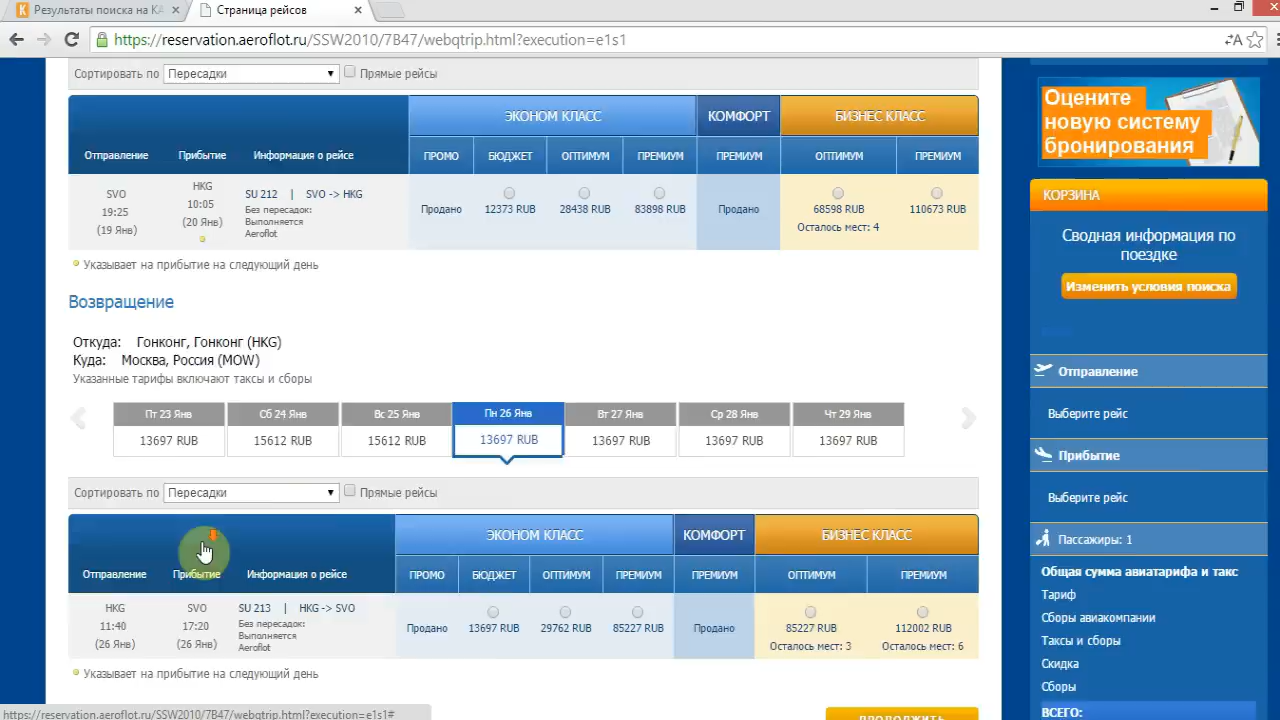 Результаты поиска на КА
Страница рейсов
https://reservation.aeroflot.ru/SSW2010/7B47/webqtrip.html?execution=e1s1
Сортировать по Пересадки Прямые рейсы
ЭКОНОМ КЛАСС КОМФОРТ БИЗНЕС КЛАСС
Отправление Прибытие Информация о рейсе ПРОМО БЮДЖЕТ ОПТИМУМ ПРЕМИУМ ПРЕМИУМ ОПТИМУМ ПРЕМИУМ
SVO HKG SU 212 | SVO -> HKG
19:25 10:05 Без пересадок: Продано 12373 RUB 28438 RUB 83898 RUB Продано 68598 RUB 110673 RUB
(19 Янв) (20 Янв) Выполняется Осталось мест: 4
Aeroflot
Указывает на прибытие на следующий день
Возвращение
Откуда: Гонконг, Гонконг (HKG)
Куда: Москва, Россия (MOW)
Указанные тарифы включают таксы и сборы
Пт 23 Янв Сб 24 Янв Вс 25 Янв Пн 26 Янв Вт 27 Янв Ср 28 Янв Чт 29 Янв
13697 RUB 15612 RUB 15612 RUB 13697 RUB 13697 RUB 13697 RUB 13697 RUB
Сортировать по Пересадки Прямые рейсы
ЭКОНОМ КЛАСС КОМФОРТ БИЗНЕС КЛАСС
Отправление Прибытие Информация о рейсе ПРОМО БЮДЖЕТ ОПТИМУМ ПРЕМИУМ ПРЕМИУМ ОПТИМУМ ПРЕМИУМ
HKG SVO SU 213 | HKG -> SVO
11:40 17:20 Без пересадок: Продано 13697 RUB 29762 RUB 85227 RUB Продано 85227 RUB 112002 RUB
(26 Янв) (26 Янв) Выполняется Осталось мест: 3 Осталось мест: 6
Aeroflot
Указывает на прибытие на следующий день
ПРОДОЛЖИТЬ
https://reservation.aeroflot.ru/SSW2010/7B47/webqtrip.html?execution=e1s1#
Оцените
новую систему
бронирования
КОРЗИНА
Сводная информация по
поездке
Изменить условия поиска
Отправление
Выберите рейс
Прибытие
Выберите рейс
Пассажиры: 1
Общая сумма авиатарифа и такс
Тариф
Сборы авиакомпании
Таксы и сборы
Скидка
Сборы
ВСЕГО: